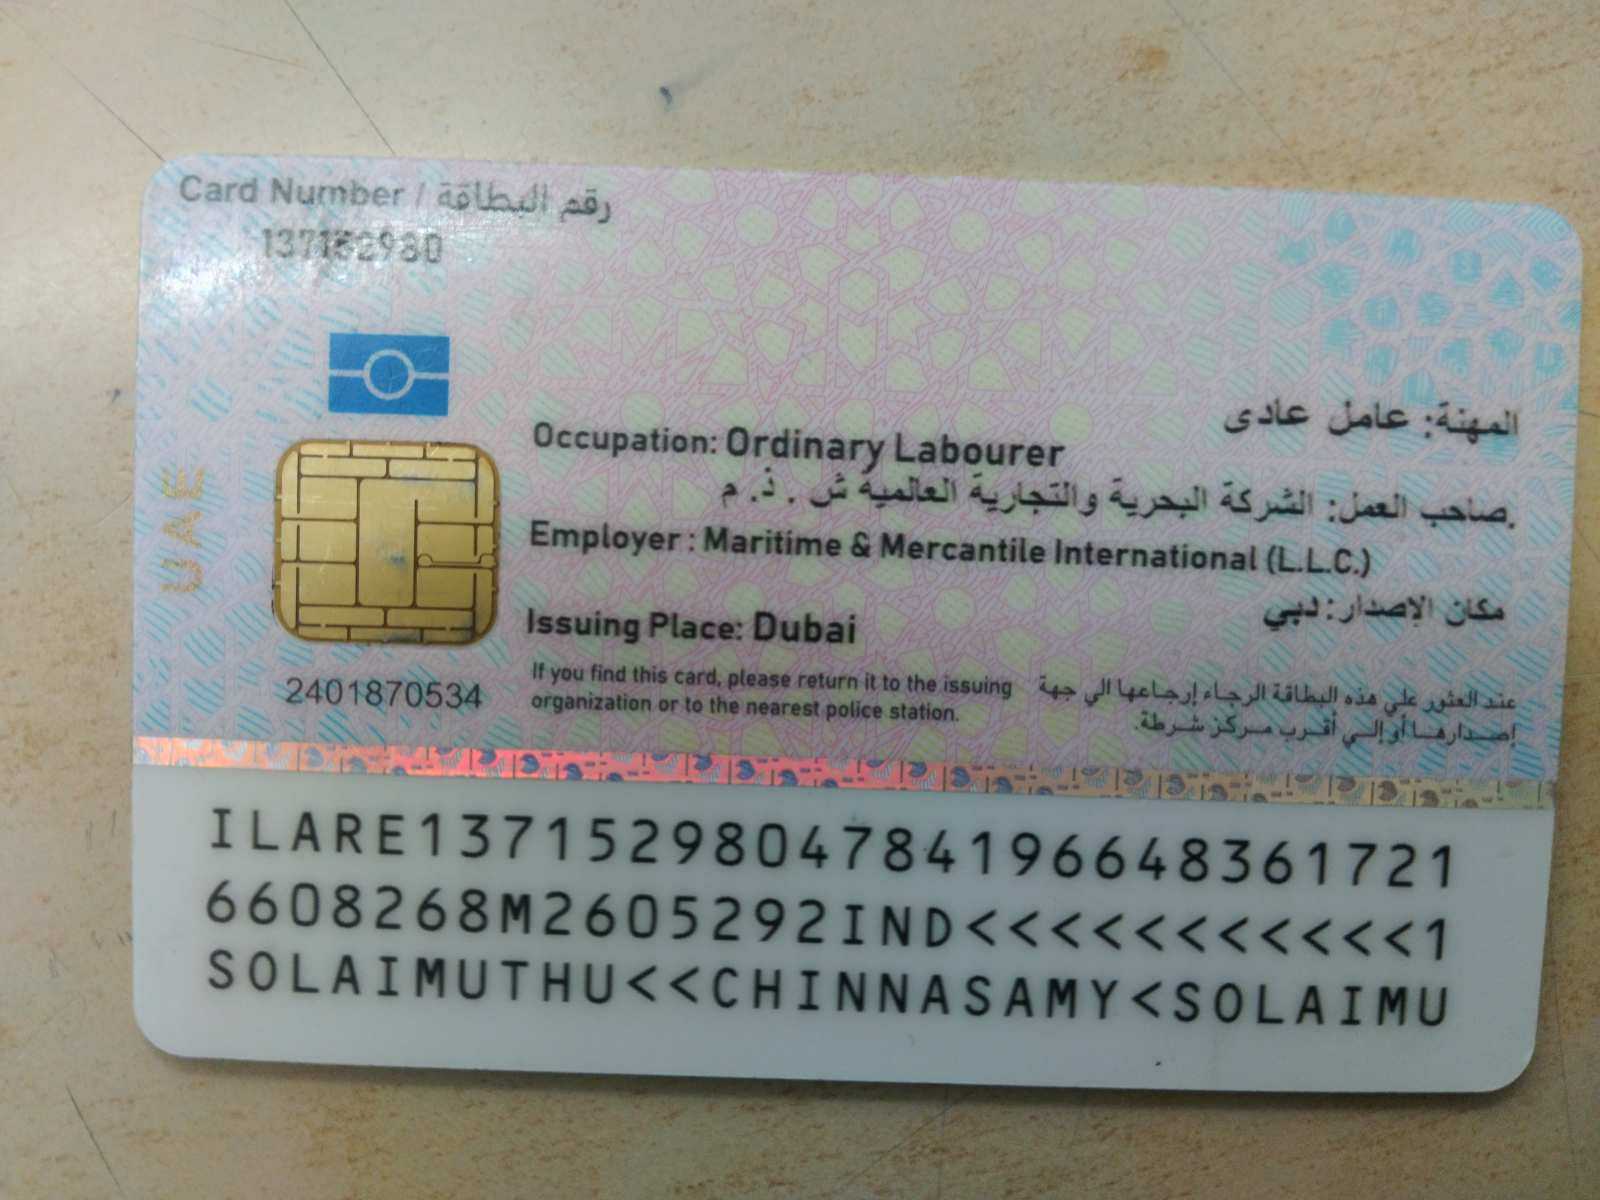 Card Number / رقم البطاقة
137152980
المهنة: عامل عادى
Occupation: Ordinary Labourer
صاحب العمل: الشركة البحرية والتجارية العالميه ش . ذ. م.
Employer : Maritime & Mercantile International (L.L.C.)
مكان الإصدار: دبي
Issuing Place: Dubai
UAE
2401870534
If you find this card, please return it to the issuing
organization or to the nearest police station.
عند العثور علي هذه البطاقة الرجاء إرجاعها الي جهة
إصدارها أو إلي أقرب مركز شرطة.
ILARE1371529804784196648361721
6608268M2605292IND<<<<<<<<<<<1
SOLAIMUTHU<<CHINNASAMY<SOLAIMU